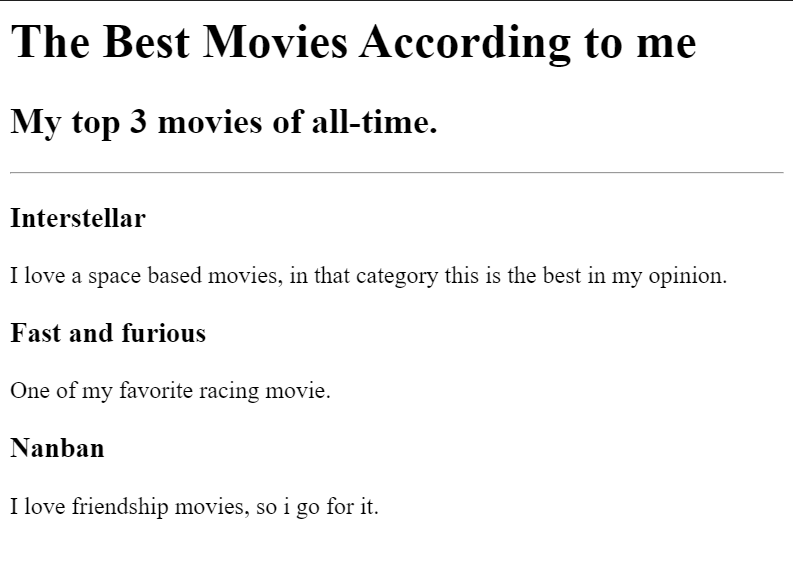 The Best Movies According to me
My top 3 movies of all-time.
Interstellar
I love a space based movies, in that category this is the best in my opinion.
Fast and furious
One of my favorite racing movie.
Nanban
I love friendship movies, so i go for it.